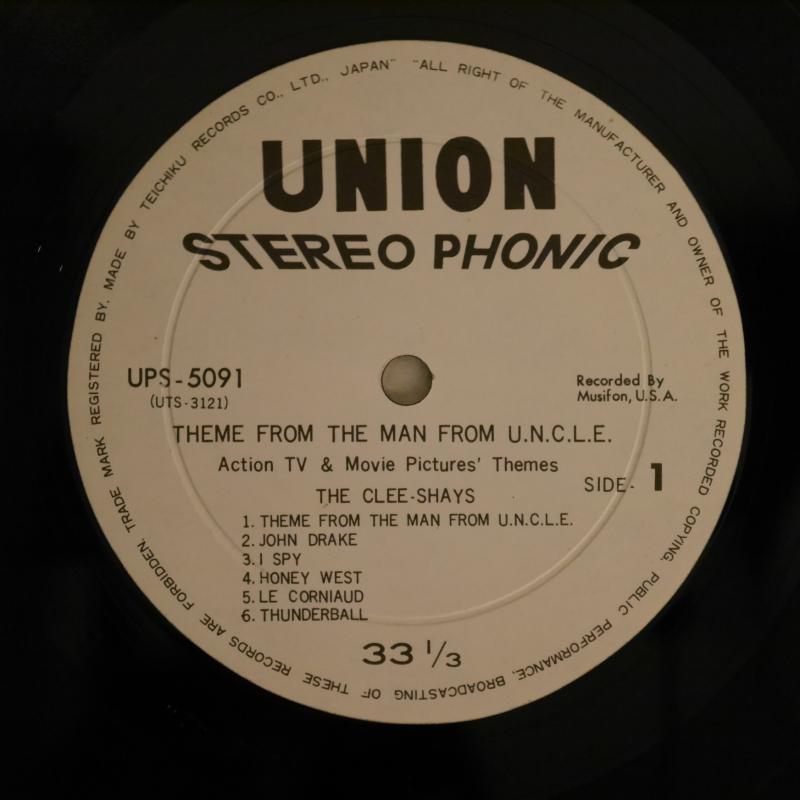 TRADE MARK REGISTERED BY. MADE BY TEICHIKU RECORDS CO., LTD., JAPAN" "ALL RIGHT OF THE MANUFACTURER AND OWNER OF THE WORK RECORDED COPYING, PUBLIC PERFORMANCE, BROADCASTING OF THESE RECORDS ARE FORBIDDEN.
UNION
STEREO PHONIC
UPS-5091
(UTS-3121)
Recorded By
Musifon, U.S.A.
THEME FROM THE MAN FROM U.N.C.L.E.
Action TV & Movie Pictures' Themes
SIDE- 1
THE CLEE-SHAYS
1. THEME FROM THE MAN FROM U.N.C.L.E.
2. JOHN DRAKE
3. I SPY
4. HONEY WEST
5. LE CORNIAUD
6. THUNDERBALL
33 1/3